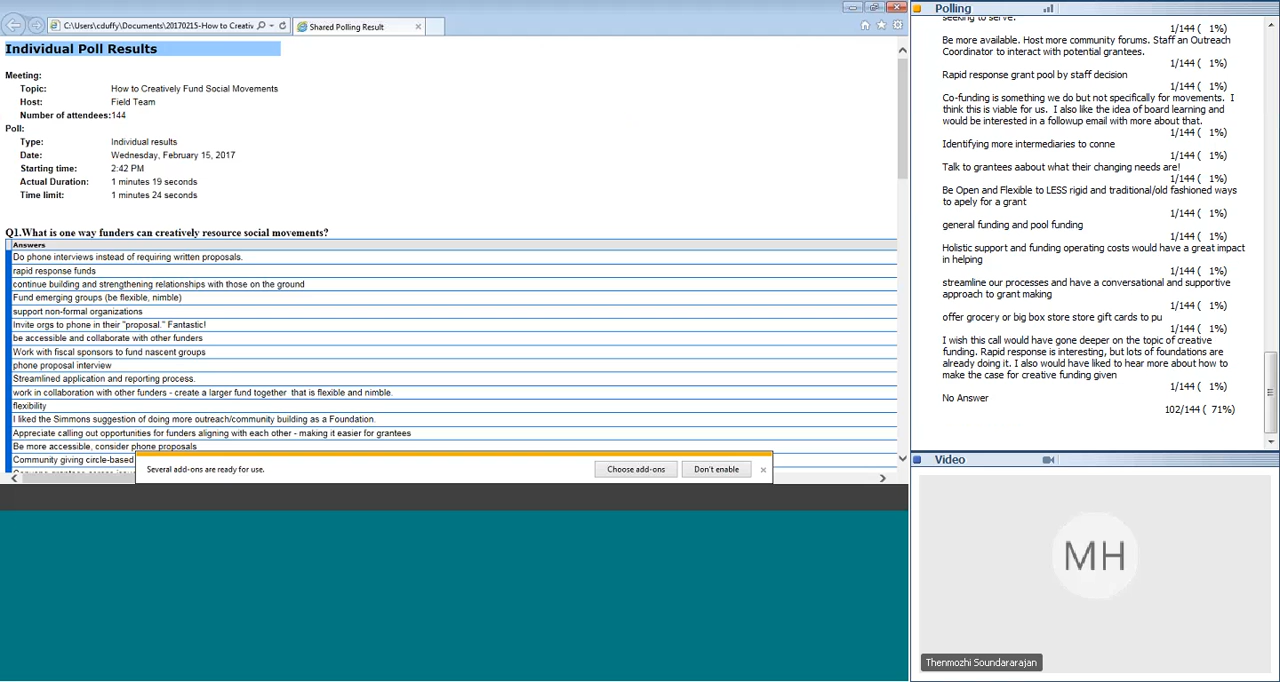 C:\Users\cduffy\Documents\20170215-How to Creativ
Shared Polling Result
Individual Poll Results
Meeting:
Topic: How to Creatively Fund Social Movements
Host: Field Team
Number of attendees:144
Poll:
Type: Individual results
Date: Wednesday, February 15, 2017
Starting time: 2:42 PM
Actual Duration: 1 minutes 19 seconds
Time limit: 1 minutes 24 seconds
Q1.What is one way funders can creatively resource social movements?
Answers
Do phone interviews instead of requiring written proposals.
rapid response funds
continue building and strengthening relationships with those on the ground
Fund emerging groups (be flexible, nimble)
support non-formal organizations
Invite orgs to phone in their "proposal." Fantastic!
be accessible and collaborate with other funders
Work with fiscal sponsors to fund nascent groups
phone proposal interview
Streamlined application and reporting process.
work in collaboration with other funders - create a larger fund together  that is flexible and nimble.
flexibility
I liked the Simmons suggestion of doing more outreach/community building as a Foundation.
Appreciate calling out opportunities for funders aligning with each other - making it easier for grantees
Be more accessible, consider phone proposals
Community giving circle-based
Several add-ons are ready for use.
Choose add-ons
Don't enable
Polling
seeking to serve.
1/144 (  1%)
Be more available. Host more community forums. Staff an Outreach
Coordinator to interact with potential grantees.
1/144 (  1%)
Rapid response grant pool by staff decision
1/144 (  1%)
Co-funding is something we do but not specifically for movements.  I
think this is viable for us.  I also like the idea of board learning and
would be interested in a followup email with more about that.
1/144 (  1%)
Identifying more intermediaries to conne
1/144 (  1%)
Talk to grantees aabout what their changing needs are!
1/144 (  1%)
Be Open and Flexible to LESS rigid and traditional/old fashioned ways
to apely for a grant
1/144 (  1%)
general funding and pool funding
1/144 (  1%)
Holistic support and funding operating costs would have a great impact
in helping
1/144 (  1%)
streamline our processes and have a conversational and supportive
approach to grant making
1/144 (  1%)
offer grocery or big box store store gift cards to pu
1/144 (  1%)
I wish this call would have gone deeper on the topic of creative
funding. Rapid response is interesting, but lots of foundations are
already doing it. I also would have liked to hear more about how to
make the case for creative funding given
1/144 (  1%)
No Answer
102/144 (  71%)
Video
MH
Thenmozhi Soundararajan